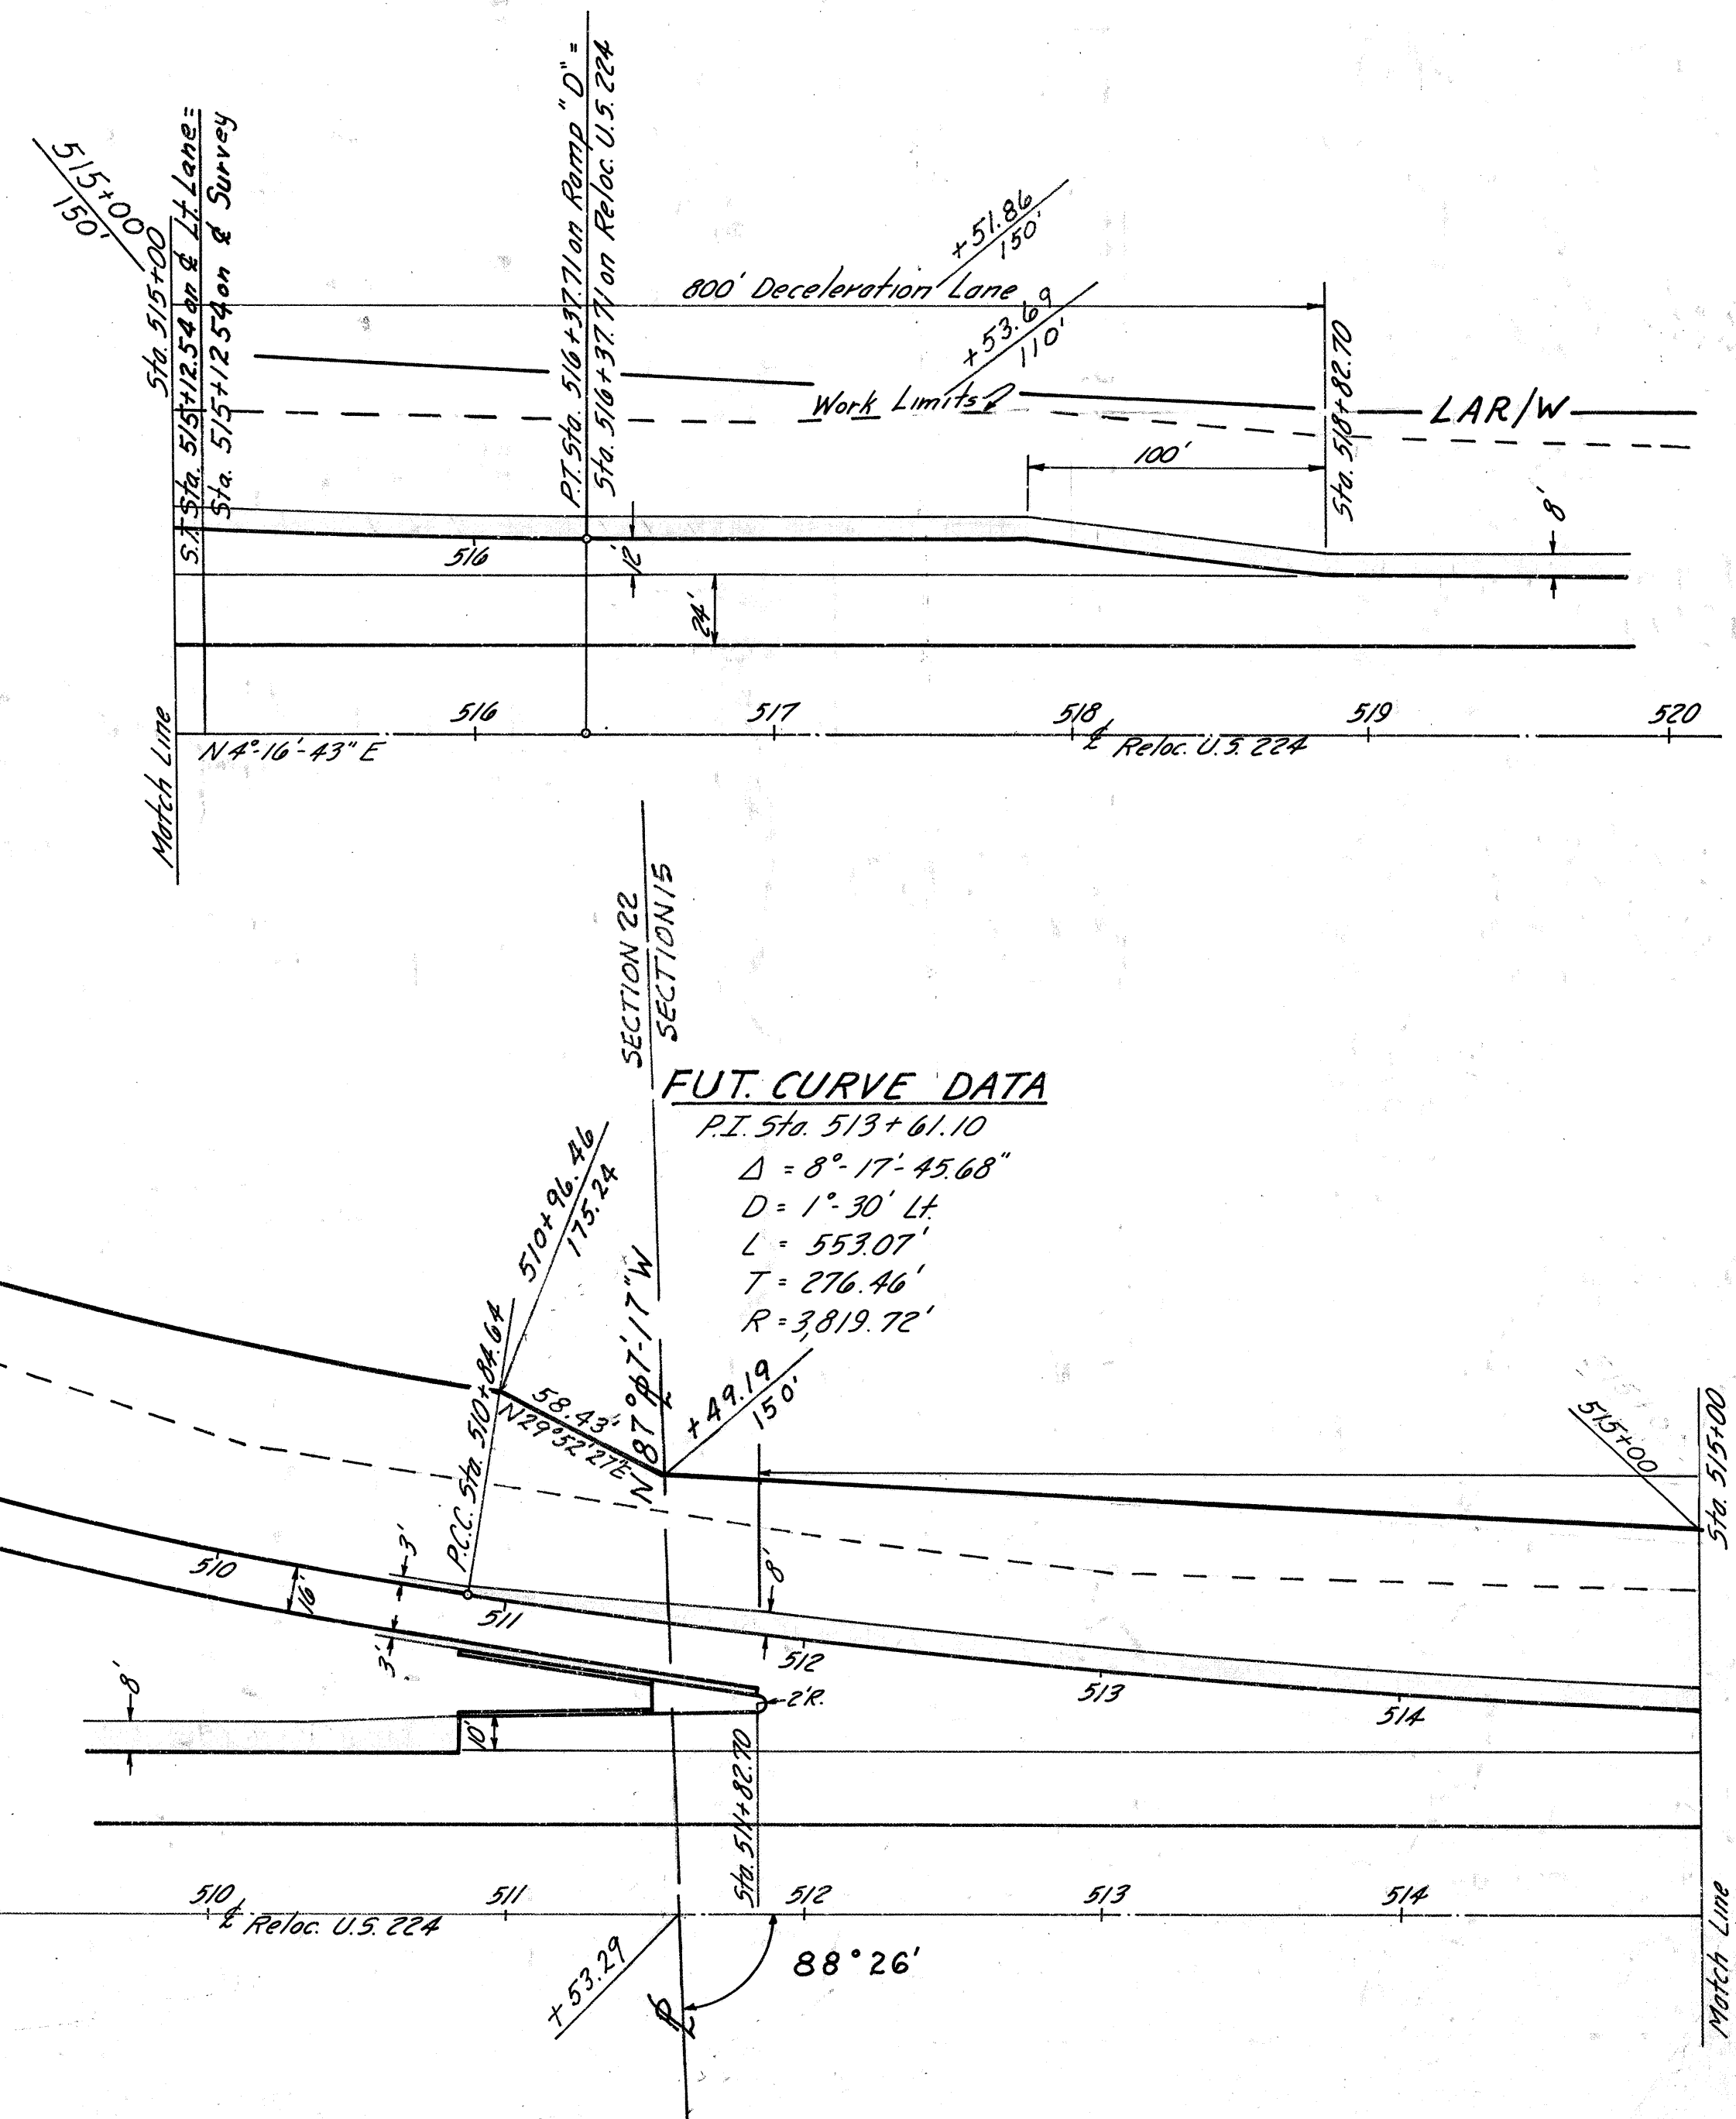 515+00
150'
Sta. 515+00
S.T. Sta. 515+12.54 on ℄ Lt. Lane =
Sta. 515+12.54 on ℄ Survey
P.T. Sta. 516+37.71 on Ramp "D" =
Sta. 516+37.71 on Reloc. U.S. 224
800' Deceleration Lane
+51.86
150'
+53.69
110'
Work Limits
LAR/W
Sta. 518+82.70
100'
8'
516
12'
24'
516
517
518
519
520
N 4°-16'-43" E
℄ Reloc. U.S. 224
Match Line
SECTION 22
SECTION 15
FUT. CURVE DATA
P.I. Sta. 513+61.10
Δ = 8°-17'-45.68"
D = 1°-30' Lt.
L = 553.07'
T = 276.46'
R = 3,819.72'
510+96.46
175.24
P.C.C. Sta. 510+84.64
58.43'
N29°52'27"E
N 87° 17'-17" W
+49.19
150'
515+00
Sta. 515+00
510
16'
3'
3'
511
8'
512
513
514
2'R.
8'
10'
Sta. 511+82.70
510
511
512
513
514
℄ Reloc. U.S. 224
+53.29
88°26'
PL
Match Line